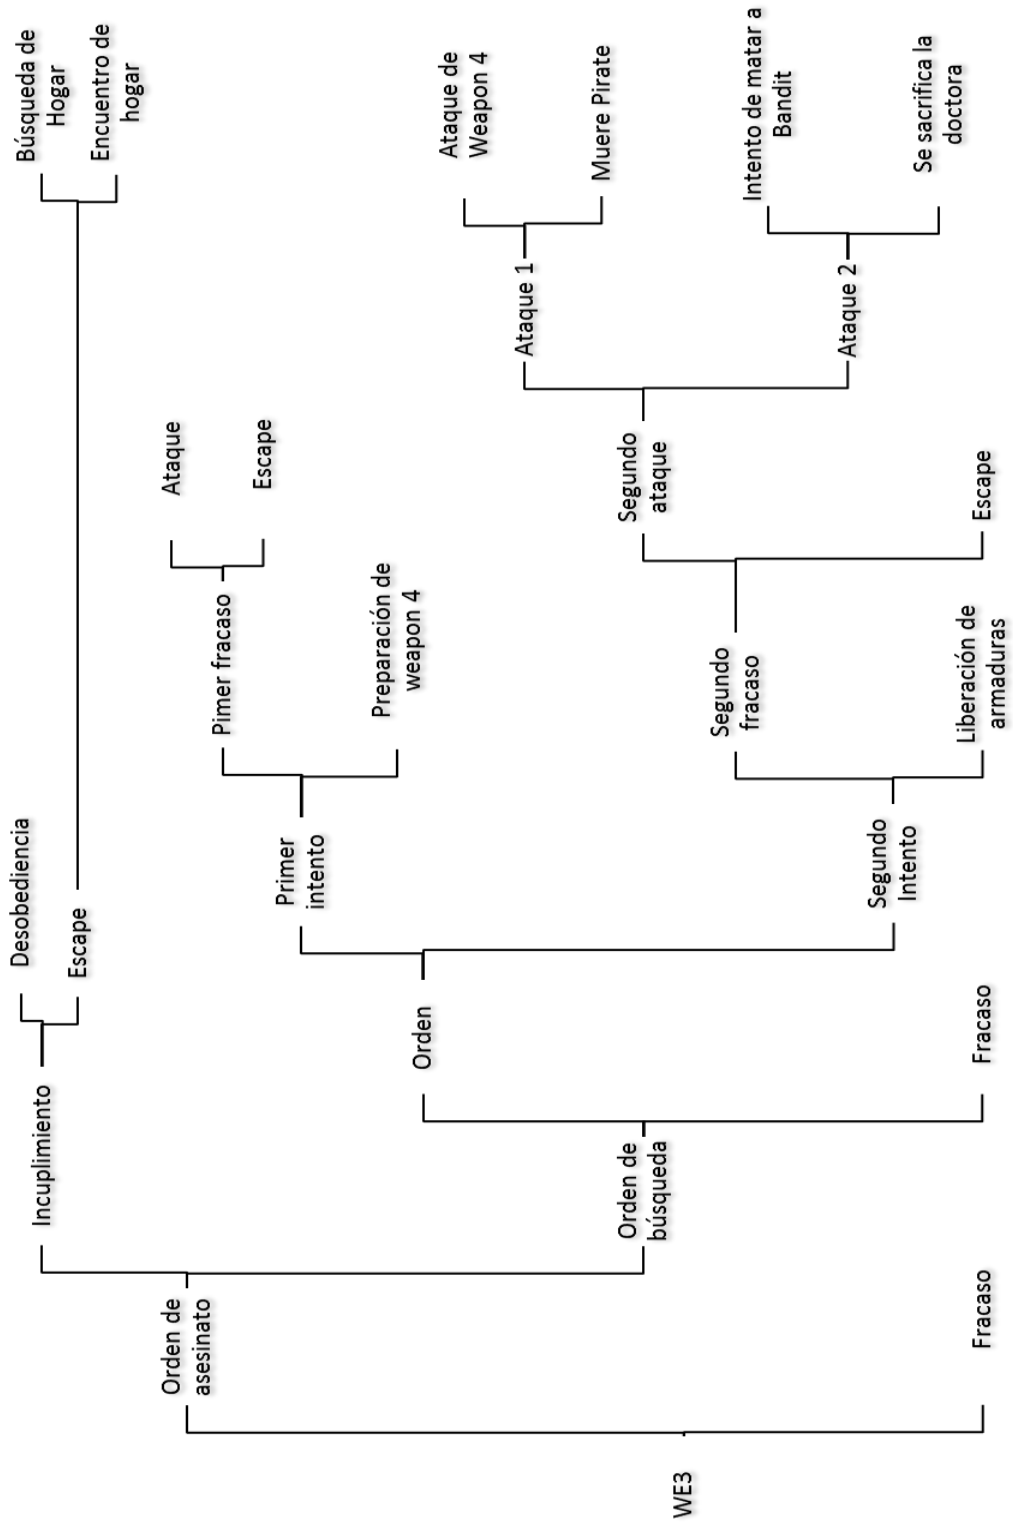 WE3
Orden de
asesinato
Incuplimiento
Desobediencia
Escape
Búsqueda de
Hogar
Encuentro de
hogar
Orden de
búsqueda
Orden
Primer
intento
Pimer fracaso
Ataque
Escape
Preparación de
weapon 4
Segundo
Intento
Segundo
fracaso
Segundo
ataque
Ataque 1
Ataque de
Weapon 4
Muere Pirate
Ataque 2
Intento de matar a
Bandit
Se sacrifica la
doctora
Escape
Liberación de
armaduras
Fracaso
Fracaso